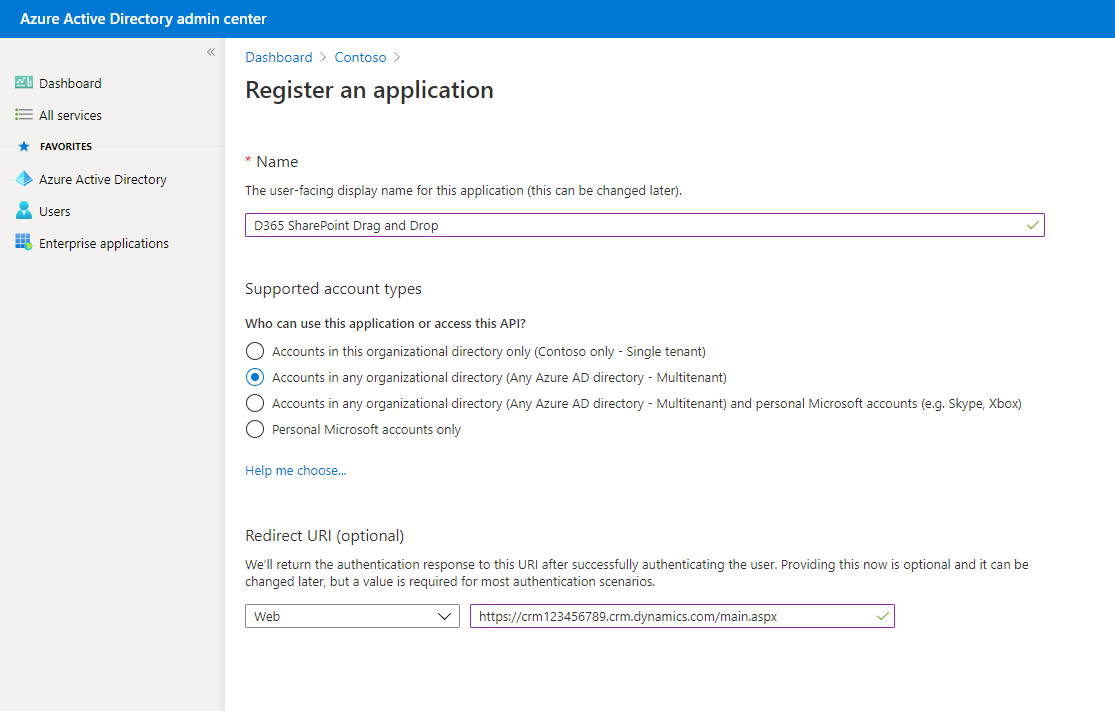 Azure Active Directory admin center
«
Dashboard
All services
FAVORITES
Azure Active Directory
Users
Enterprise applications
Dashboard > Contoso >
Register an application
* Name
The user-facing display name for this application (this can be changed later).
D365 SharePoint Drag and Drop
Supported account types
Who can use this application or access this API?
Accounts in this organizational directory only (Contoso only - Single tenant)
Accounts in any organizational directory (Any Azure AD directory - Multitenant)
Accounts in any organizational directory (Any Azure AD directory - Multitenant) and personal Microsoft accounts (e.g. Skype, Xbox)
Personal Microsoft accounts only
Help me choose...
Redirect URI (optional)
We'll return the authentication response to this URI after successfully authenticating the user. Providing this now is optional and it can be
changed later, but a value is required for most authentication scenarios.
Web https://crm123456789.crm.dynamics.com/main.aspx